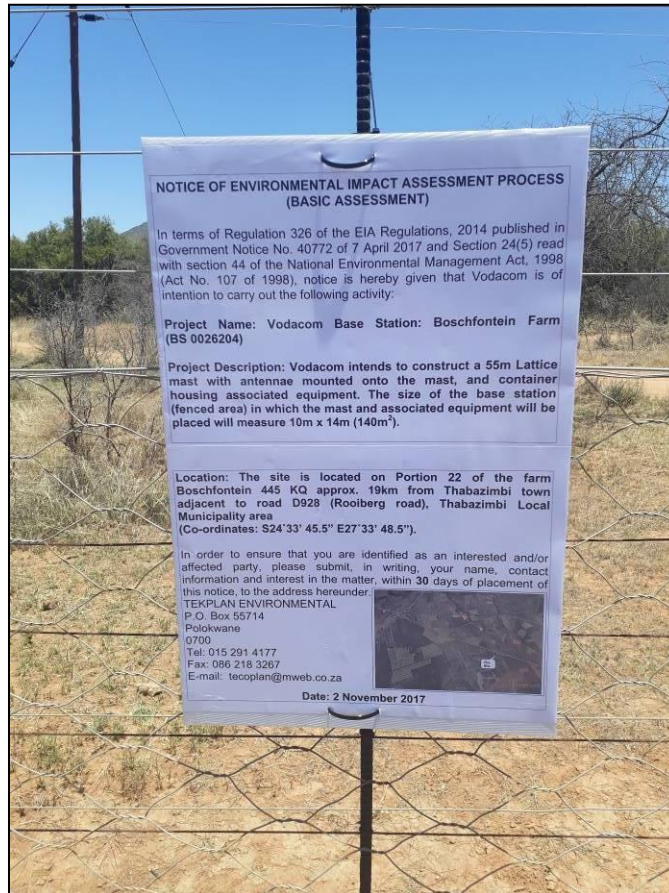 NOTICE OF ENVIRONMENTAL IMPACT ASSESSMENT PROCESS
(BASIC ASSESSMENT)
In terms of Regulation 326 of the EIA Regulations, 2014 published in
Government Notice No. 40772 of 7 April 2017 and Section 24(5) read
with section 44 of the National Environmental Management Act, 1998
(Act No. 107 of 1998), notice is hereby given that Vodacom is of
intention to carry out the following activity:
Project Name: Vodacom Base Station: Boschfontein Farm
(BS 0026204)
Project Description: Vodacom intends to construct a 55m Lattice
mast with antennae mounted onto the mast, and container
housing associated equipment. The size of the base station
(fenced area) in which the mast and associated equipment will be
placed will measure 10m x 14m (140m²).
Location: The site is located on Portion 22 of the farm
Boschfontein 445 KQ approx. 19km from Thabazimbi town
adjacent to road D928 (Rooiberg road), Thabazimbi Local
Municipality area
(Co-ordinates: S24˚33' 45.5” E27˚33' 48.5”).
In order to ensure that you are identified as an interested and/or
affected party, please submit, in writing, your name, contact
information and interest in the matter, within 30 days of placement of
this notice, to the address hereunder.
TEKPLAN ENVIRONMENTAL
P.O. Box 55714
Polokwane
0700
Tel: 015 291 4177
Fax: 086 218 3267
E-mail: tecoplan@mweb.co.za
Date: 2 November 2017